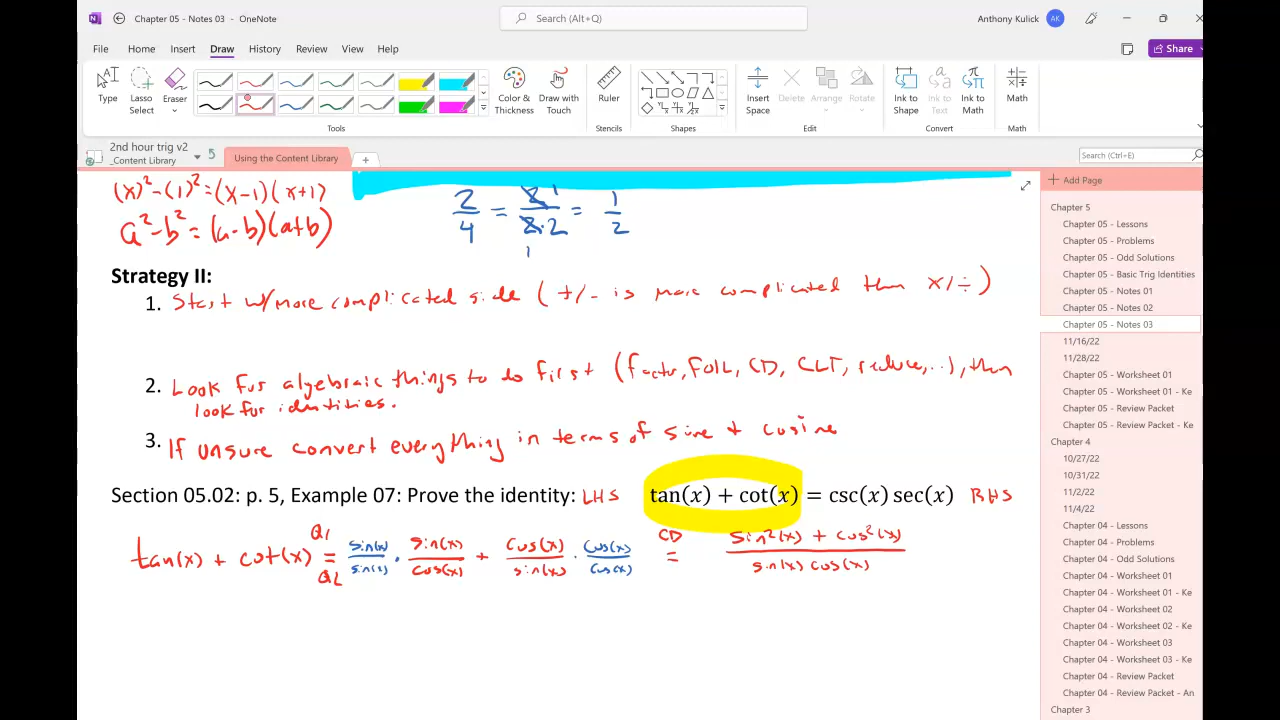 Chapter 05 - Notes 03 - OneNote
Search (Alt+Q)
Anthony Kulick
AK
File Home Insert Draw History Review View Help
Share
Type
Lasso Select
Eraser
Color & Thickness
Draw with Touch
Ruler
Insert Space
Delete
Arrange
Rotate
Ink to Shape
Ink to Text
Ink to Math
Math
Tools
Stencils
Shapes
Edit
Convert
Math
2nd hour trig v2
_Content Library
Using the Content Library
Search (Ctrl+E)
(x)² - (1)² = (x-1)(x+1)
a² - b² = (a-b)(a+b)
2/4 = 2·1/2·2 = 1/2
1
Strategy II:
1. Start w/more complicated side ( +/- is more complicated than x/÷ )
2. Look for algebraic things to do first (factor, FOIL, CD, CLT, reduce, ...), then
look for identities.
3. If unsure convert everything in terms of sine + cosine
Section 05.02: p. 5, Example 07: Prove the identity: LHS tan(x) + cot(x) = csc(x) sec(x) RHS
tan(x) + cot(x) Q1 = QL sin(x)/sin(x) · sin(x)/cos(x) + cos(x)/sin(x) · cos(x)/cos(x) CD = sin²(x) + cos²(x) / sin(x) cos(x)
Add Page
Chapter 5
Chapter 05 - Lessons
Chapter 05 - Problems
Chapter 05 - Odd Solutions
Chapter 05 - Basic Trig Identities
Chapter 05 - Notes 01
Chapter 05 - Notes 02
Chapter 05 - Notes 03
11/16/22
11/28/22
Chapter 05 - Worksheet 01
Chapter 05 - Worksheet 01 - Ke
Chapter 05 - Review Packet
Chapter 05 - Review Packet - Ke
Chapter 4
10/27/22
10/31/22
11/2/22
11/4/22
Chapter 04 - Lessons
Chapter 04 - Problems
Chapter 04 - Odd Solutions
Chapter 04 - Worksheet 01
Chapter 04 - Worksheet 01 - Ke
Chapter 04 - Worksheet 02
Chapter 04 - Worksheet 02 - Ke
Chapter 04 - Worksheet 03
Chapter 04 - Worksheet 03 - Ke
Chapter 04 - Review Packet
Chapter 04 - Review Packet - An
Chapter 3